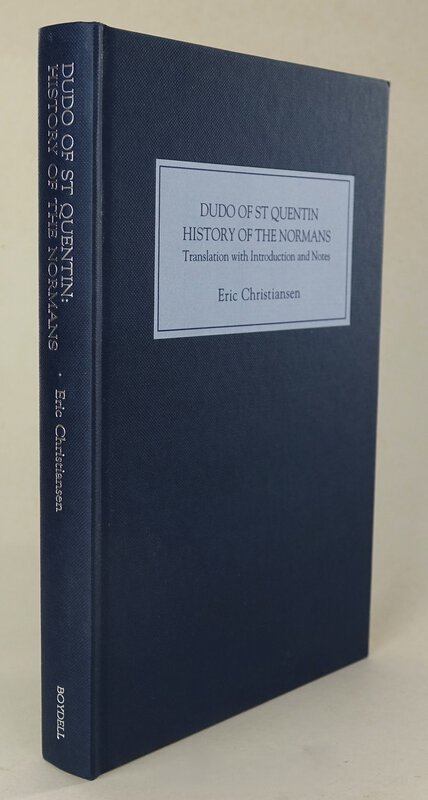 DUDO OF ST QUENTIN:
HISTORY OF THE NORMANS
· Eric Christiansen
BOYDELL
DUDO OF ST QUENTIN
HISTORY OF THE NORMANS
Translation with Introduction and Notes
Eric Christiansen